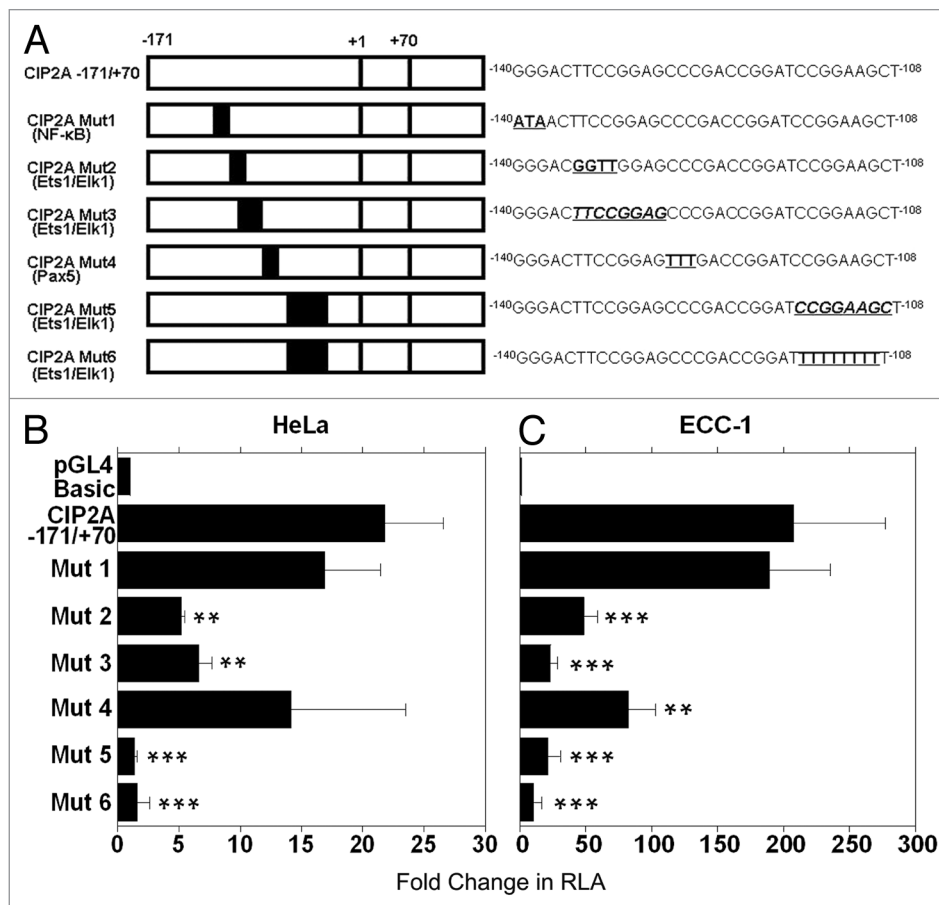 A
-171 +1 +70
CIP2A -171/+70 -140GGGACTTCCGGAGCCCGACCGGATCCGGAAGCT-108
CIP2A Mut1 -140ATAACTTCCGGAGCCCGACCGGATCCGGAAGCT-108
(NF-κB)
CIP2A Mut2 -140GGGACGGTTGGAGCCCGACCGGATCCGGAAGCT-108
(Ets1/Elk1)
CIP2A Mut3 -140GGGACTTCCGGAGCCCGACCGGATCCGGAAGCT-108
(Ets1/Elk1)
CIP2A Mut4 -140GGGACTTCCGGAGTTTGACCGGATCCGGAAGCT-108
(Pax5)
CIP2A Mut5 -140GGGACTTCCGGAGCCCGACCGGATCCGGAAGCT-108
(Ets1/Elk1)
CIP2A Mut6 -140GGGACTTCCGGAGCCCGACCGGATTTTTTTTTT-108
(Ets1/Elk1)
B HeLa C ECC-1
pGL4
Basic
CIP2A
-171/+70
Mut 1
Mut 2 ** ***
Mut 3 ** ***
Mut 4 **
Mut 5 *** ***
Mut 6 *** ***
0 5 10 15 20 25 30 0 50 100 150 200 250 300
Fold Change in RLA